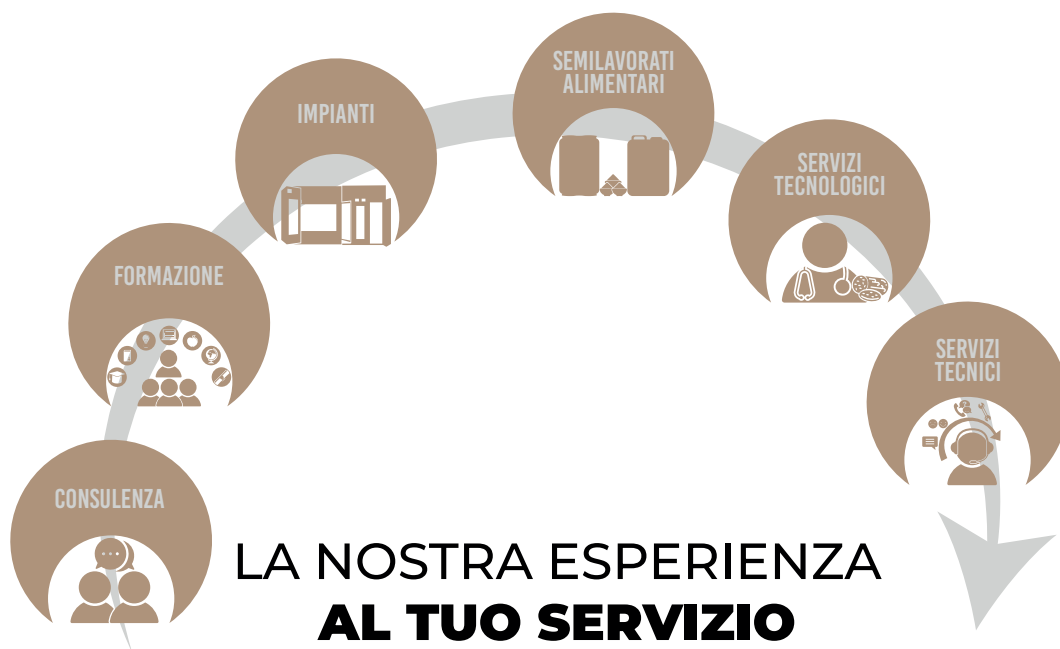 CONSULENZA
FORMAZIONE
IMPIANTI
SEMILAVORATI
ALIMENTARI
SERVIZI
TECNOLOGICI
SERVIZI
TECNICI
LA NOSTRA ESPERIENZA
AL TUO SERVIZIO